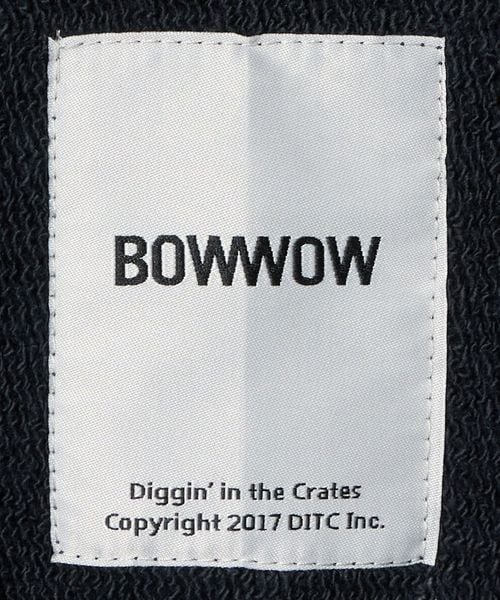 BOWWOW
Diggin' in the Crates
Copyright 2017 DITC Inc.